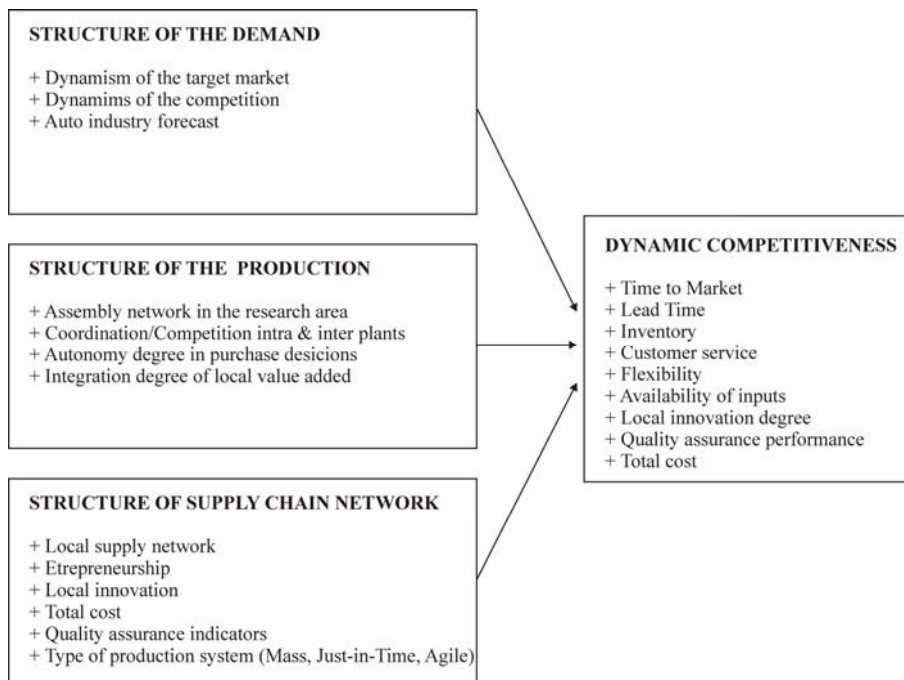 STRUCTURE OF THE DEMAND
+ Dynamism of the target market
+ Dynamims of the competition
+ Auto industry forecast
STRUCTURE OF THE PRODUCTION
+ Assembly network in the research area
+ Coordination/Competition intra & inter plants
+ Autonomy degree in purchase desicions
+ Integration degree of local value added
STRUCTURE OF SUPPLY CHAIN NETWORK
+ Local supply network
+ Etrepreneurship
+ Local innovation
+ Total cost
+ Quality assurance indicators
+ Type of production system (Mass, Just-in-Time, Agile)
DYNAMIC COMPETITIVENESS
+ Time to Market
+ Lead Time
+ Inventory
+ Customer service
+ Flexibility
+ Availability of inputs
+ Local innovation degree
+ Quality assurance performance
+ Total cost